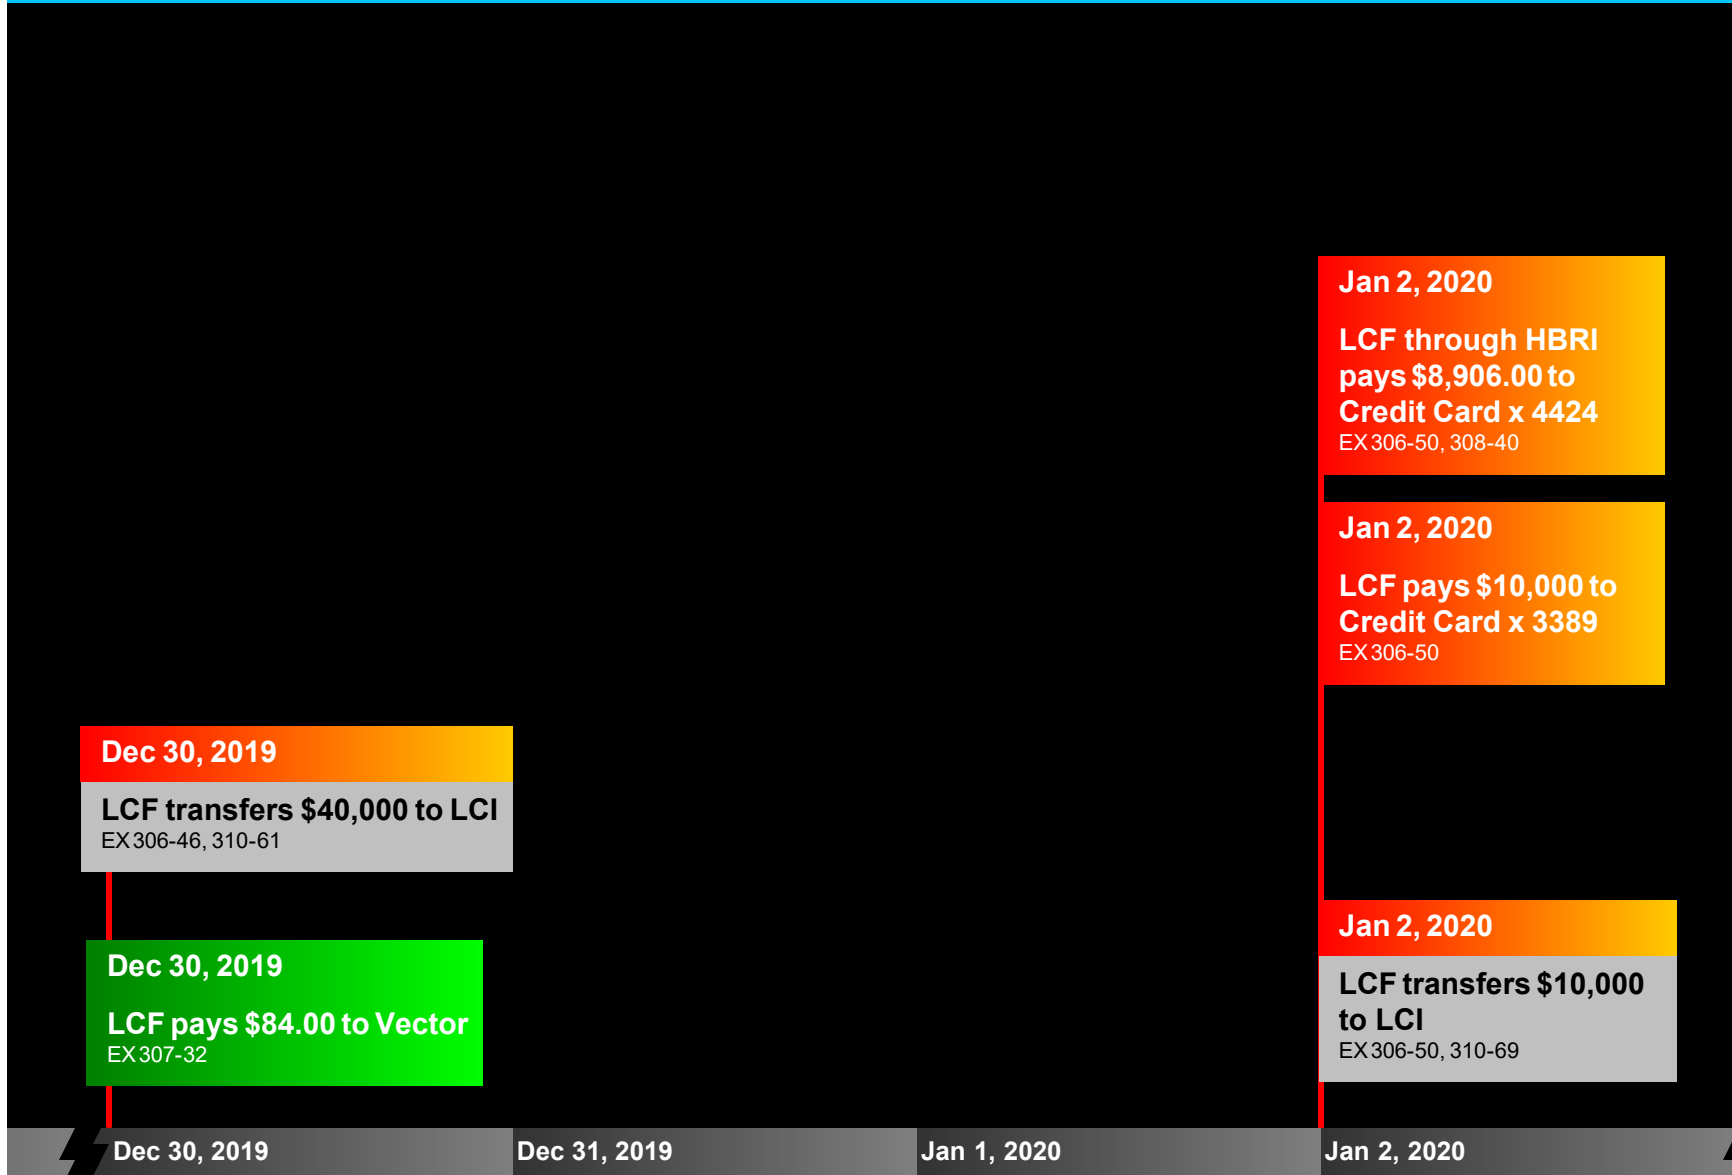 Jan 2, 2020
LCF through HBRI
pays $8,906.00 to
Credit Card x 4424
EX 306-50, 308-40
Jan 2, 2020
LCF pays $10,000 to
Credit Card x 3389
EX 306-50
Dec 30, 2019
LCF transfers $40,000 to LCI
EX 306-46, 310-61
Dec 30, 2019
LCF pays $84.00 to Vector
EX 307-32
Jan 2, 2020
LCF transfers $10,000
to LCI
EX 306-50, 310-69
Dec 30, 2019
Dec 31, 2019
Jan 1, 2020
Jan 2, 2020